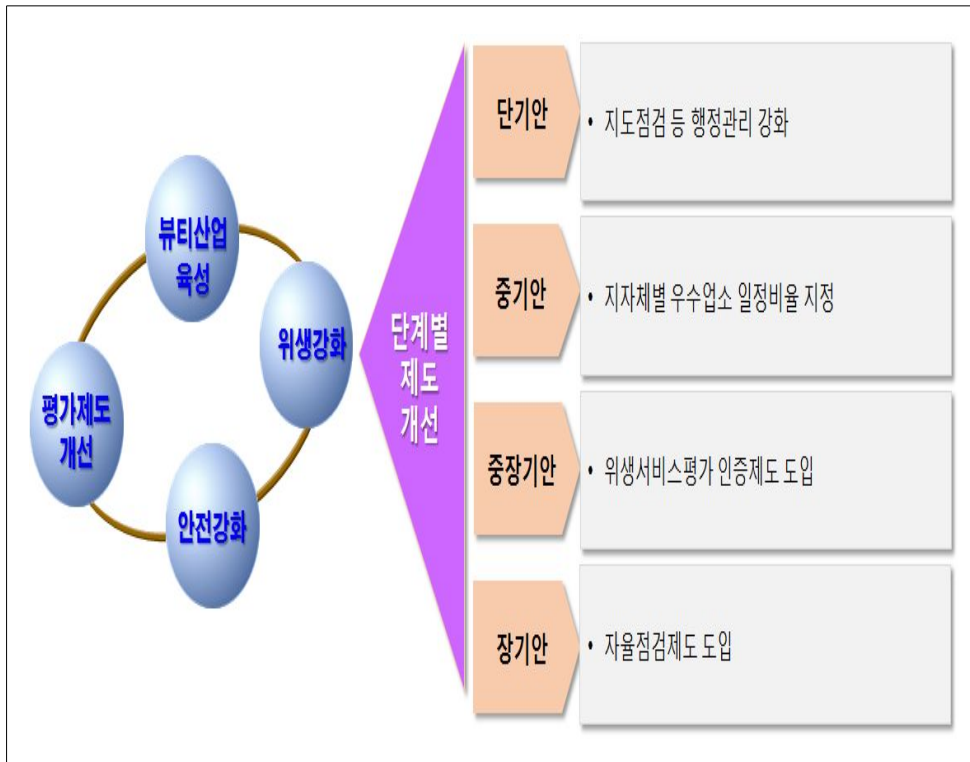 뷰티산업
육성
위생강화
평가제도
개선
안전강화
단계별
제도
개선
단기안
• 지도점검 등 행정관리 강화
중기안
• 지자체별 우수업소 일정비율 지정
중장기안
• 위생서비스평가 인증제도 도입
장기안
• 자율점검제도 도입